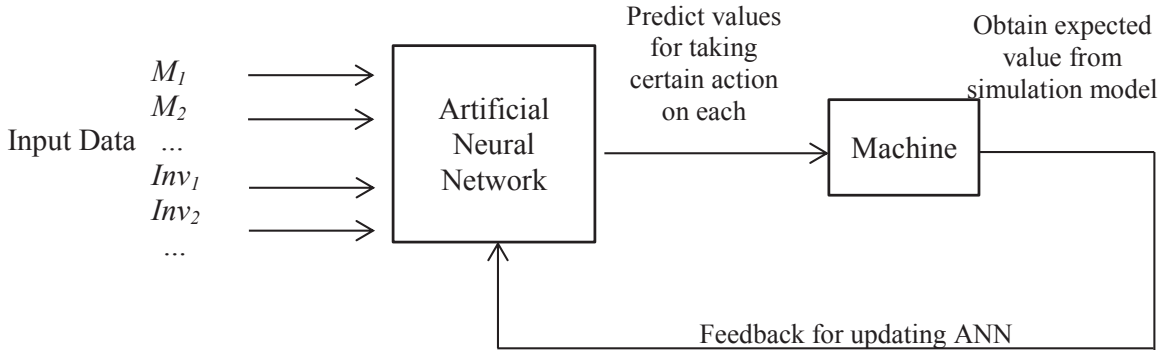 Input Data
M1
M2
...
Inv1
Inv2
...
Artificial
Neural
Network
Predict values
for taking
certain action
on each
Machine
Obtain expected
value from
simulation model
Feedback for updating ANN